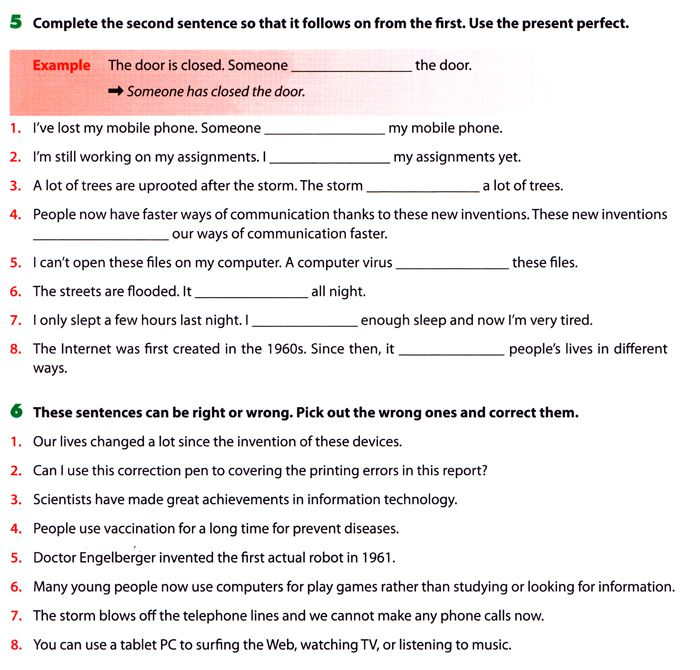 5 Complete the second sentence so that it follows on from the first. Use the present perfect.
Example The door is closed. Someone ________________ the door.
➡ Someone has closed the door.
1. I've lost my mobile phone. Someone ________________ my mobile phone.
2. I'm still working on my assignments. I ________________ my assignments yet.
3. A lot of trees are uprooted after the storm. The storm _______________ a lot of trees.
4. People now have faster ways of communication thanks to these new inventions. These new inventions
__________________ our ways of communication faster.
5. I can't open these files on my computer. A computer virus _______________ these files.
6. The streets are flooded. It _______________ all night.
7. I only slept a few hours last night. I ______________ enough sleep and now I'm very tired.
8. The Internet was first created in the 1960s. Since then, it ______________ people's lives in different
ways.
6 These sentences can be right or wrong. Pick out the wrong ones and correct them.
1. Our lives changed a lot since the invention of these devices.
2. Can I use this correction pen to covering the printing errors in this report?
3. Scientists have made great achievements in information technology.
4. People use vaccination for a long time for prevent diseases.
5. Doctor Engelberger invented the first actual robot in 1961.
6. Many young people now use computers for play games rather than studying or looking for information.
7. The storm blows off the telephone lines and we cannot make any phone calls now.
8. You can use a tablet PC to surfing the Web, watching TV, or listening to music.